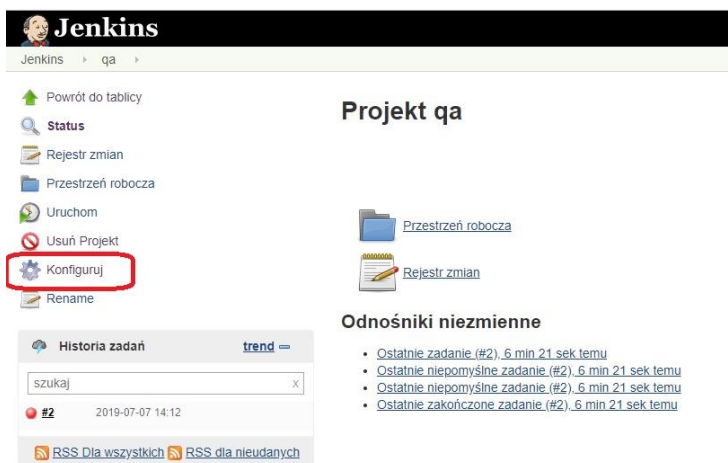 Jenkins
Jenkins
qa
Powrót do tablicy
Status
Rejestr zmian
Przestrzeń robocza
Uruchom
Usuń Projekt
Konfiguruj
Rename
Historia zadań
trend
szukaj
x
#2
2019-07-07 14:12
RSS Dla wszystkich
RSS dla nieudanych
Projekt qa
Przestrzeń robocza
Rejestr zmian
Odnośniki niezmienne
Ostatnie zadanie (#2), 6 min 21 sek temu
Ostatnie niepomyślne zadanie (#2), 6 min 21 sek temu
Ostatnie niepomyślne zadanie (#2), 6 min 21 sek temu
Ostatnie zakończone zadanie (#2), 6 min 21 sek temu